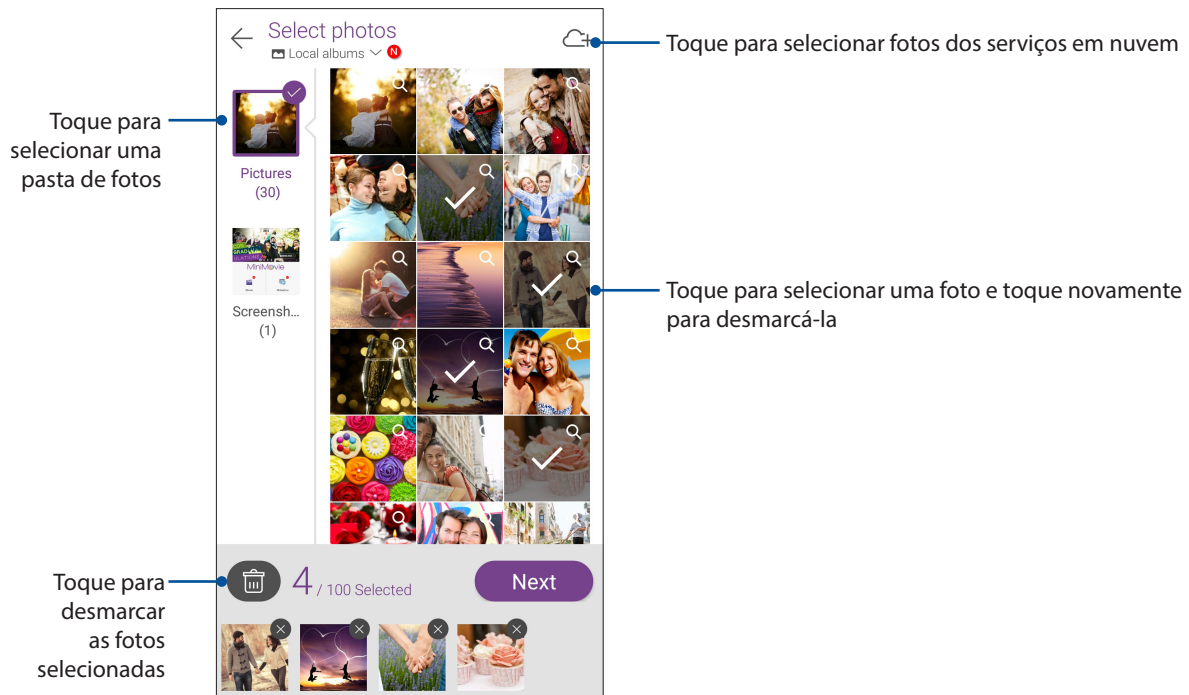 Select photos
Local albums
N
Toque para selecionar fotos dos serviços em nuvem
Toque para
selecionar uma
pasta de fotos
Pictures
(30)
MiniMovie
Screensh...
(1)
Toque para selecionar uma foto e toque novamente
para desmarcá-la
4 / 100 Selected
Next
Toque para
desmarcar
as fotos
selecionadas